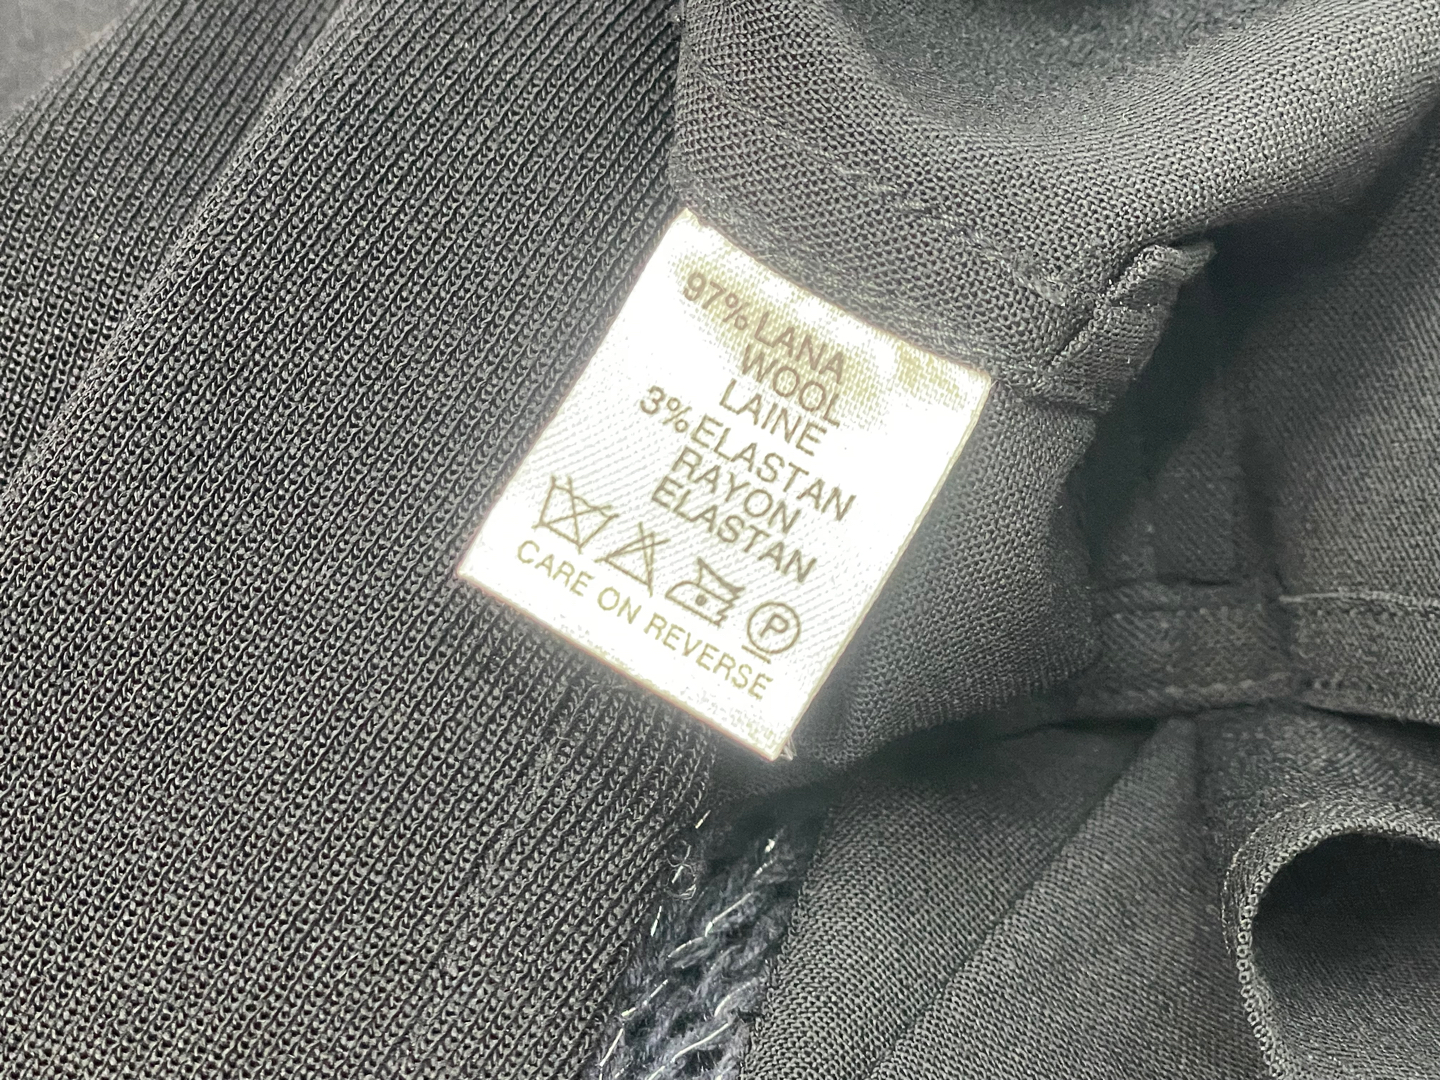 97% LANA
WOOL
LAINE
3% ELASTAN
RAYON
ELASTAN
P
CARE ON REVERSE